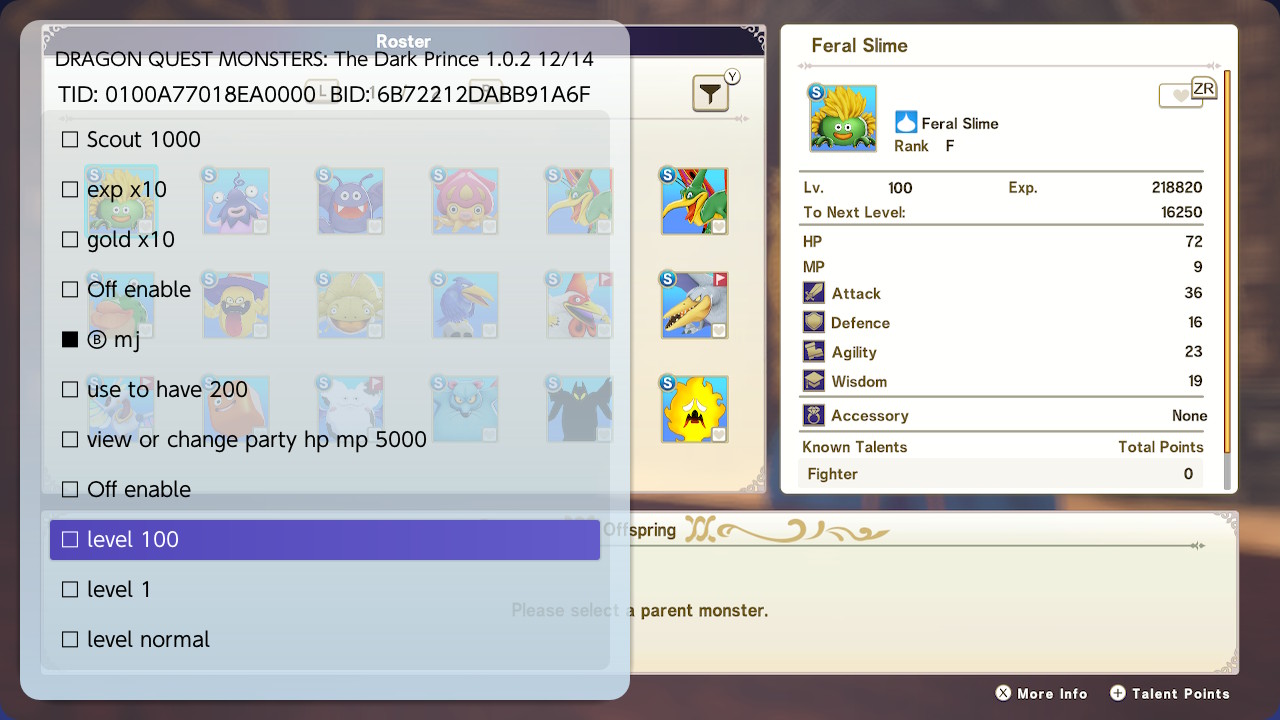 Roster
DRAGON QUEST MONSTERS: The Dark Prince 1.0.2 12/14
TID: 0100A77018EA0000 BID: 6B72212DABB91A6F
Scout 1000
exp x10
gold x10
Off enable
Ⓑ mj
use to have 200
view or change party hp mp 5000
Off enable
level 100
level 1
level normal
Y
Feral Slime
S
ZR
Feral Slime
Rank F
Lv. 100 Exp. 218820
To Next Level: 16250
HP 72
MP 9
Attack 36
Defence 16
Agility 23
Wisdom 19
Accessory None
Known Talents Total Points
Fighter 0
Offspring
Please select a parent monster.
X More Info + Talent Points